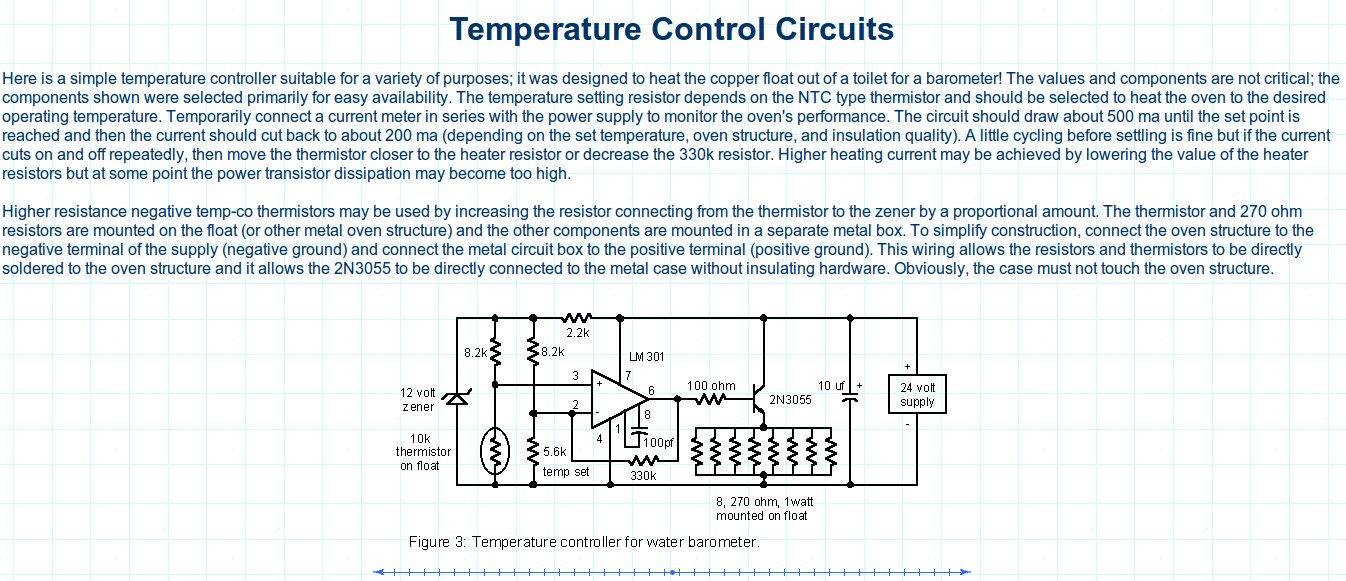 Temperature Control Circuits
Here is a simple temperature controller suitable for a variety of purposes; it was designed to heat the copper float out of a toilet for a barometer! The values and components are not critical; the
components shown were selected primarily for easy availability. The temperature setting resistor depends on the NTC type thermistor and should be selected to heat the oven to the desired
operating temperature. Temporarily connect a current meter in series with the power supply to monitor the oven's performance. The circuit should draw about 500 ma until the set point is
reached and then the current should cut back to about 200 ma (depending on the set temperature, oven structure, and insulation quality). A little cycling before settling is fine but if the current
cuts on and off repeatedly, then move the thermistor closer to the heater resistor or decrease the 330k resistor. Higher heating current may be achieved by lowering the value of the heater
resistors but at some point the power transistor dissipation may become too high.
Higher resistance negative temp-co thermistors may be used by increasing the resistor connecting from the thermistor to the zener by a proportional amount. The thermistor and 270 ohm
resistors are mounted on the float (or other metal oven structure) and the other components are mounted in a separate metal box. To simplify construction, connect the oven structure to the
negative terminal of the supply (negative ground) and connect the metal circuit box to the positive terminal (positive ground). This wiring allows the resistors and thermistors to be directly
soldered to the oven structure and it allows the 2N3055 to be directly connected to the metal case without insulating hardware. Obviously, the case must not touch the oven structure.
2.2k
8.2k
8.2k
LM 301
3
+
7
12 volt
zener
6
100 ohm
2N3055
10 uf
+
+
24 volt
supply
-
2
-
8
1
4
100pf
10k
thermistor
on float
5.6k
temp set
330k
8, 270 ohm, 1watt
mounted on float
Figure 3: Temperature controller for water barometer.